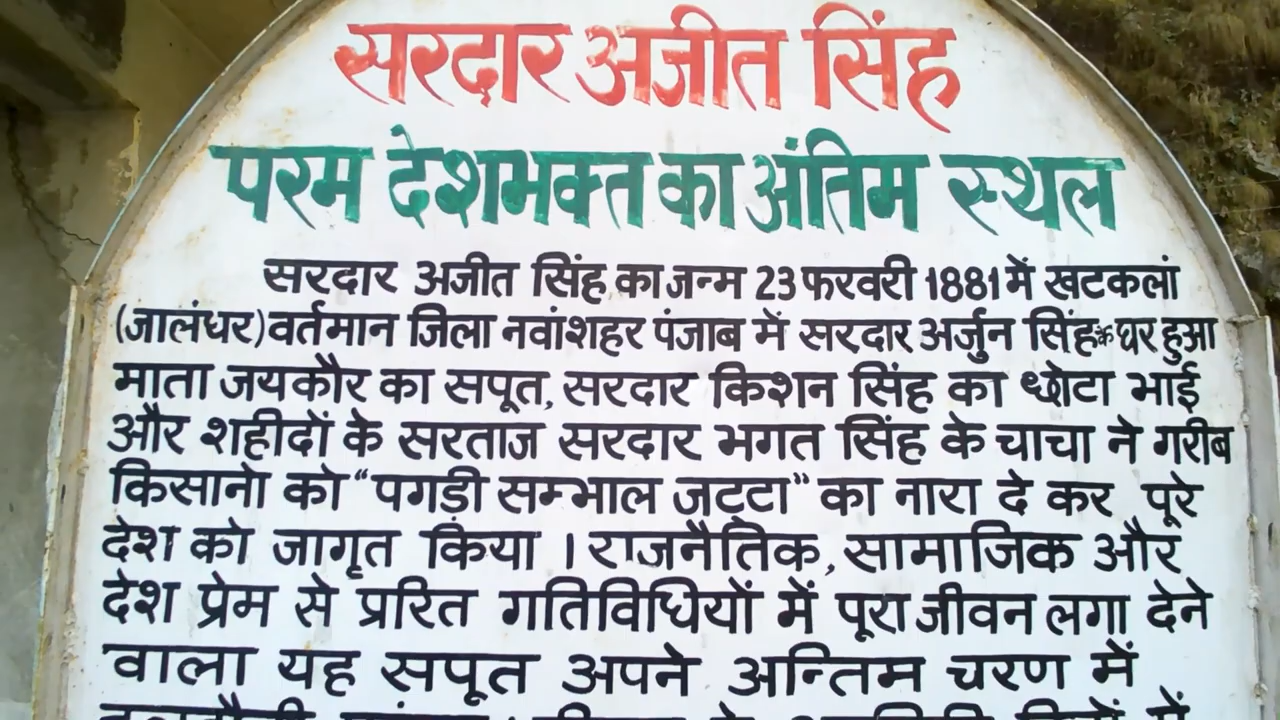 सरदार अजीत सिंह
परम देशभक्त का अंतिम स्थल
सरदार अजीत सिंह का जन्म 23 फरवरी 1881 में खटकलां
(जालंधर) वर्तमान जिला नवांशहर पंजाब में सरदार अर्जुन सिंह के घर हुआ
माता जयकौर का सपूत, सरदार किशन सिंह का छोटा भाई
और शहीदों के सरताज सरदार भगत सिंह के चाचा ने गरीब
किसानो को “पगड़ी सम्भाल जट्टा” का नारा दे कर पूरे
देश को जागृत किया । राजनैतिक, सामाजिक और
देश प्रेम से प्ररित गतिविधियों में पूरा जीवन लगा देने
वाला यह सपूत अपने अन्तिम चरण में